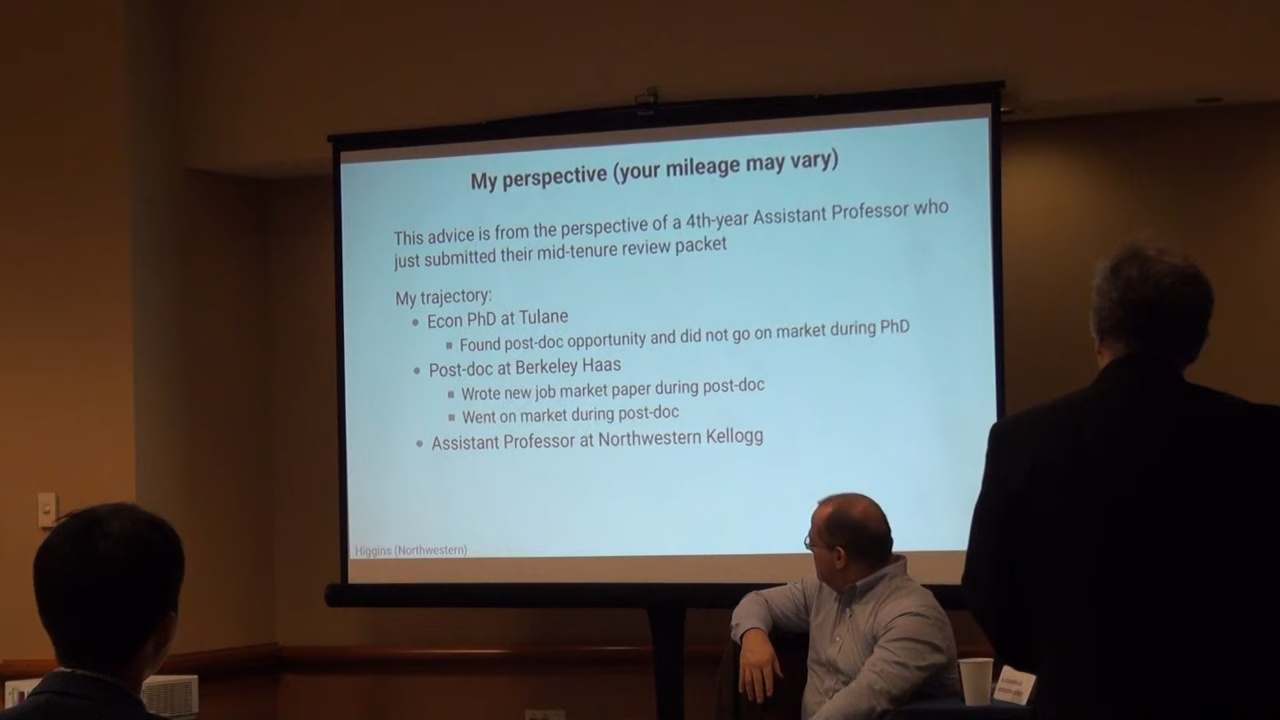 My perspective (your mileage may vary)
This advice is from the perspective of a 4th-year Assistant Professor who
just submitted their mid-tenure review packet
My trajectory:
• Econ PhD at Tulane
▪ Found post-doc opportunity and did not go on market during PhD
• Post-doc at Berkeley Haas
▪ Wrote new job market paper during post-doc
▪ Went on market during post-doc
• Assistant Professor at Northwestern Kellogg
Higgins (Northwestern)